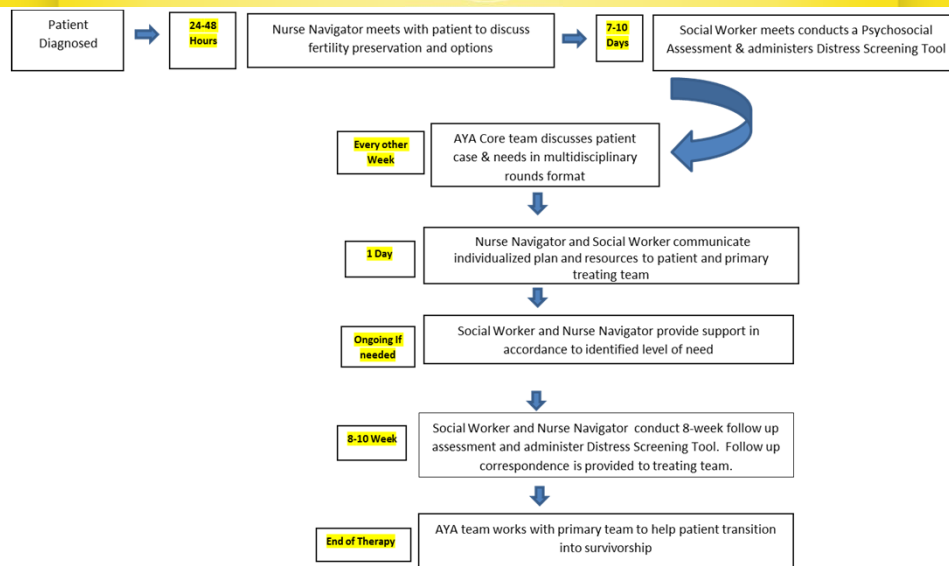 Patient
Diagnosed
24-48
Hours
Nurse Navigator meets with patient to discuss
fertility preservation and options
7-10
Days
Social Worker meets conducts a Psychosocial
Assessment & administers Distress Screening Tool
Every other
Week
AYA Core team discusses patient
case & needs in multidisciplinary
rounds format
1 Day
Nurse Navigator and Social Worker communicate
individualized plan and resources to patient and primary
treating team
Ongoing If
needed
Social Worker and Nurse Navigator provide support in
accordance to identified level of need
8-10 Week
Social Worker and Nurse Navigator conduct 8-week follow up
assessment and administer Distress Screening Tool. Follow up
correspondence is provided to treating team.
End of Therapy
AYA team works with primary team to help patient transition
into survivorship